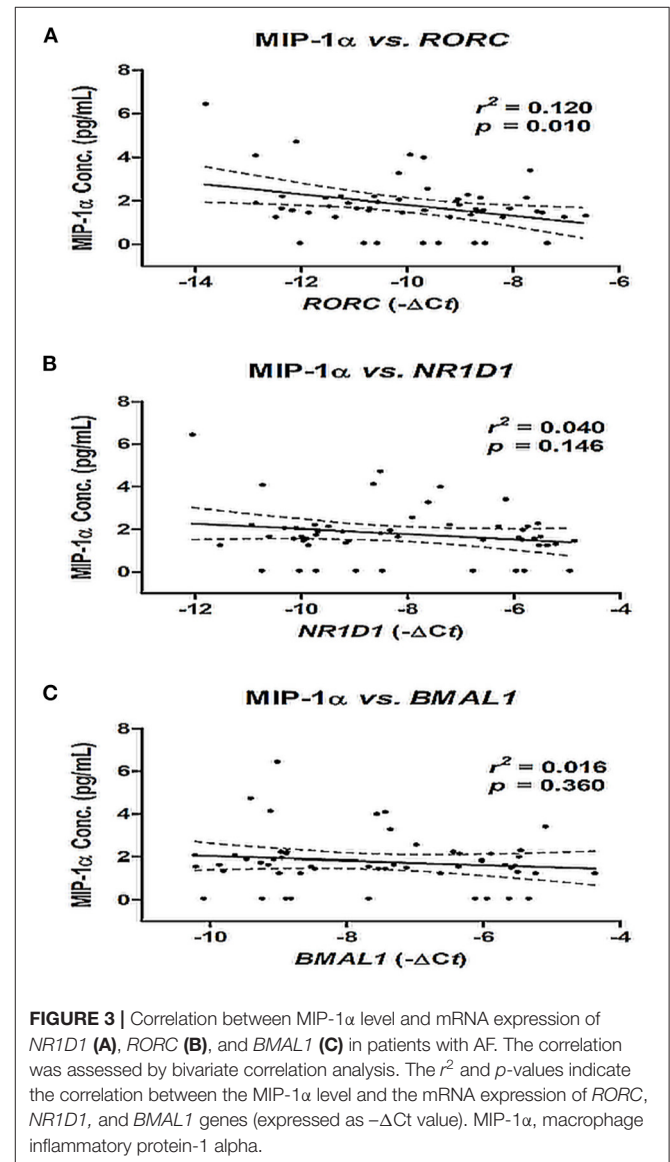 A
MIP-1α vs. RORC
8
6
4
2
0
MIP-1α Conc. (pg/mL)
r² = 0.120
p = 0.010
-14 -12 -10 -8 -6
RORC (-ΔCt)
B
MIP-1α vs. NR1D1
8
6
4
2
0
MIP-1α Conc. (pg/mL)
r² = 0.040
p = 0.146
-12 -10 -8 -6 -4
NR1D1 (-ΔCt)
C
MIP-1α vs. BMAL1
8
6
4
2
0
MIP-1α Conc. (pg/mL)
r² = 0.016
p = 0.360
-10 -8 -6 -4
BMAL1 (-ΔCt)
FIGURE 3 | Correlation between MIP-1α level and mRNA expression of
NR1D1 (A), RORC (B), and BMAL1 (C) in patients with AF. The correlation
was assessed by bivariate correlation analysis. The r² and p-values indicate
the correlation between the MIP-1α level and the mRNA expression of RORC,
NR1D1, and BMAL1 genes (expressed as –ΔCt value). MIP-1α, macrophage
inflammatory protein-1 alpha.